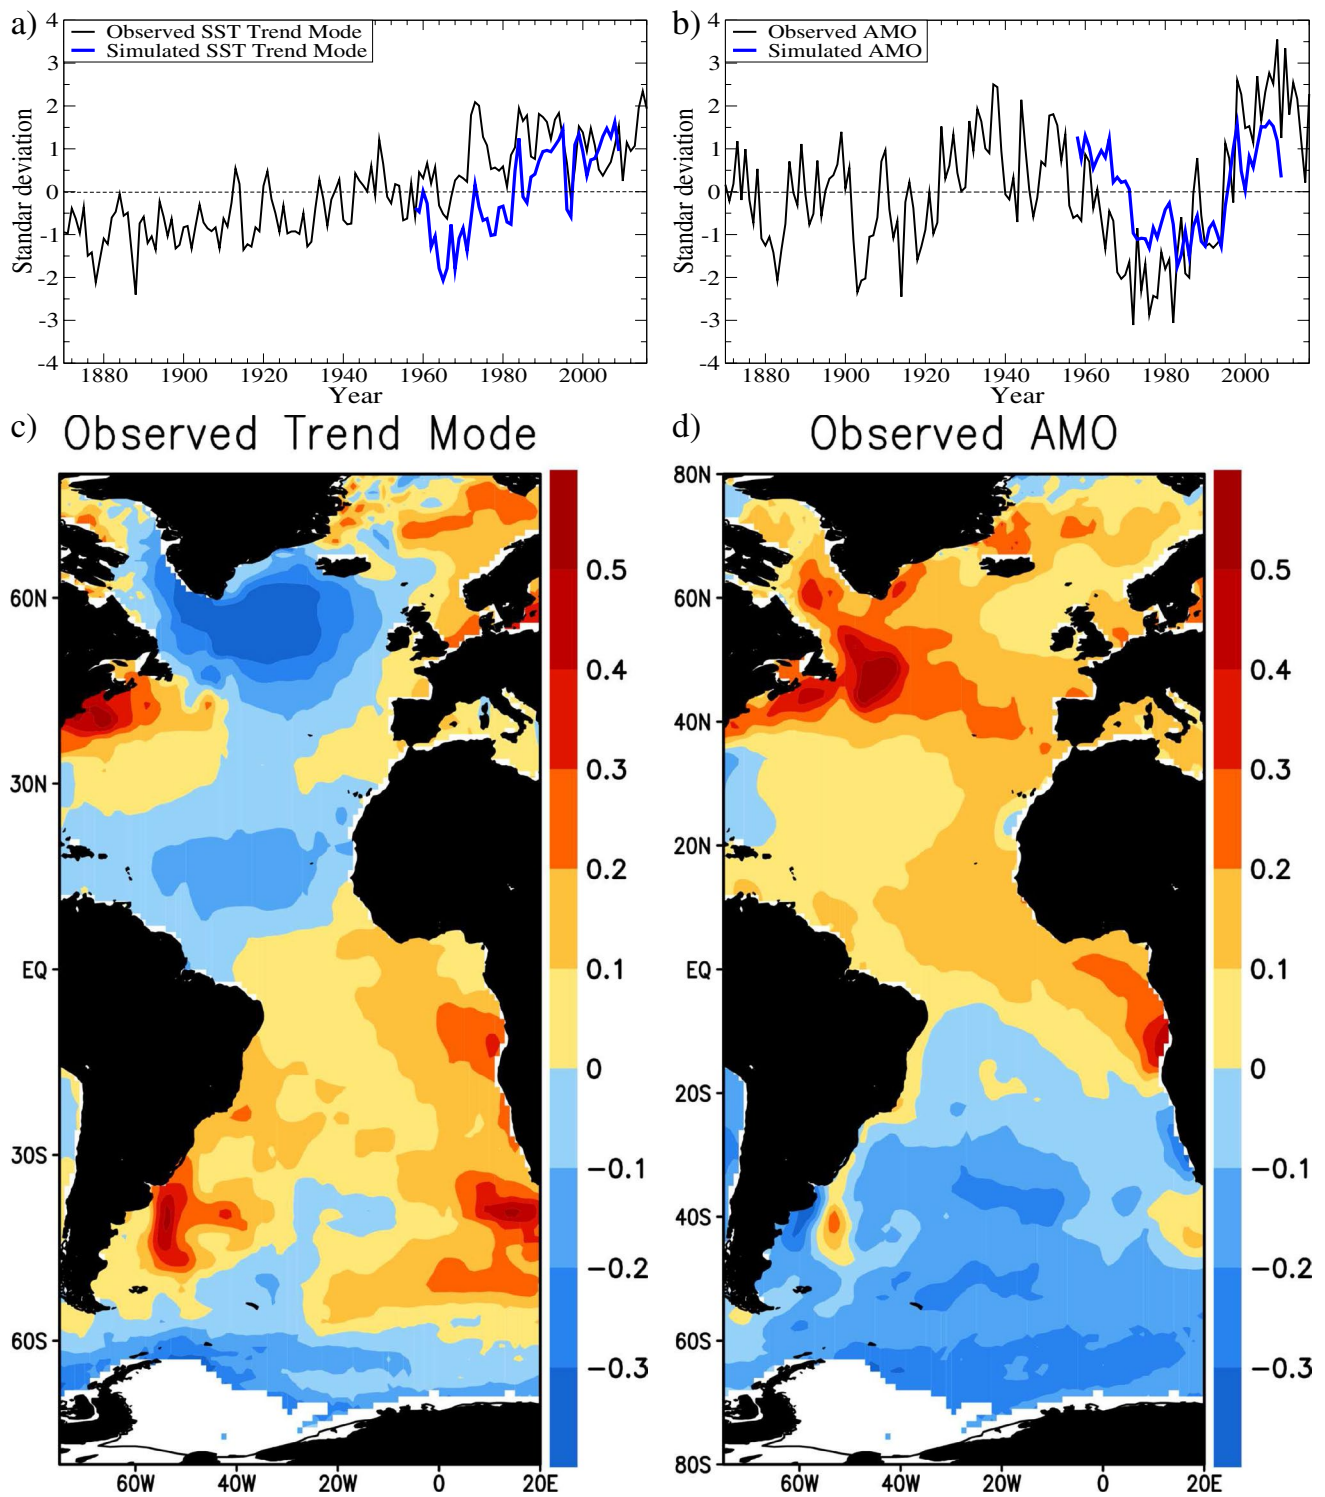 a)
Observed SST Trend Mode
Simulated SST Trend Mode
Standar deviation
4
3
2
1
0
-1
-2
-3
-4
1880 1900 1920 1940 1960 1980 2000
Year
b)
Observed AMO
Simulated AMO
Standar deviation
4
3
2
1
0
-1
-2
-3
-4
1880 1900 1920 1940 1960 1980 2000
Year
c)
Observed Trend Mode
60N
30N
EQ
30S
60S
60W 40W 20W 0 20E
0.5
0.4
0.3
0.2
0.1
0
−0.1
−0.2
−0.3
d)
Observed AMO
80N
60N
40N
20N
EQ
20S
40S
60S
80S
60W 40W 20W 0 20E
0.5
0.4
0.3
0.2
0.1
0
−0.1
−0.2
−0.3